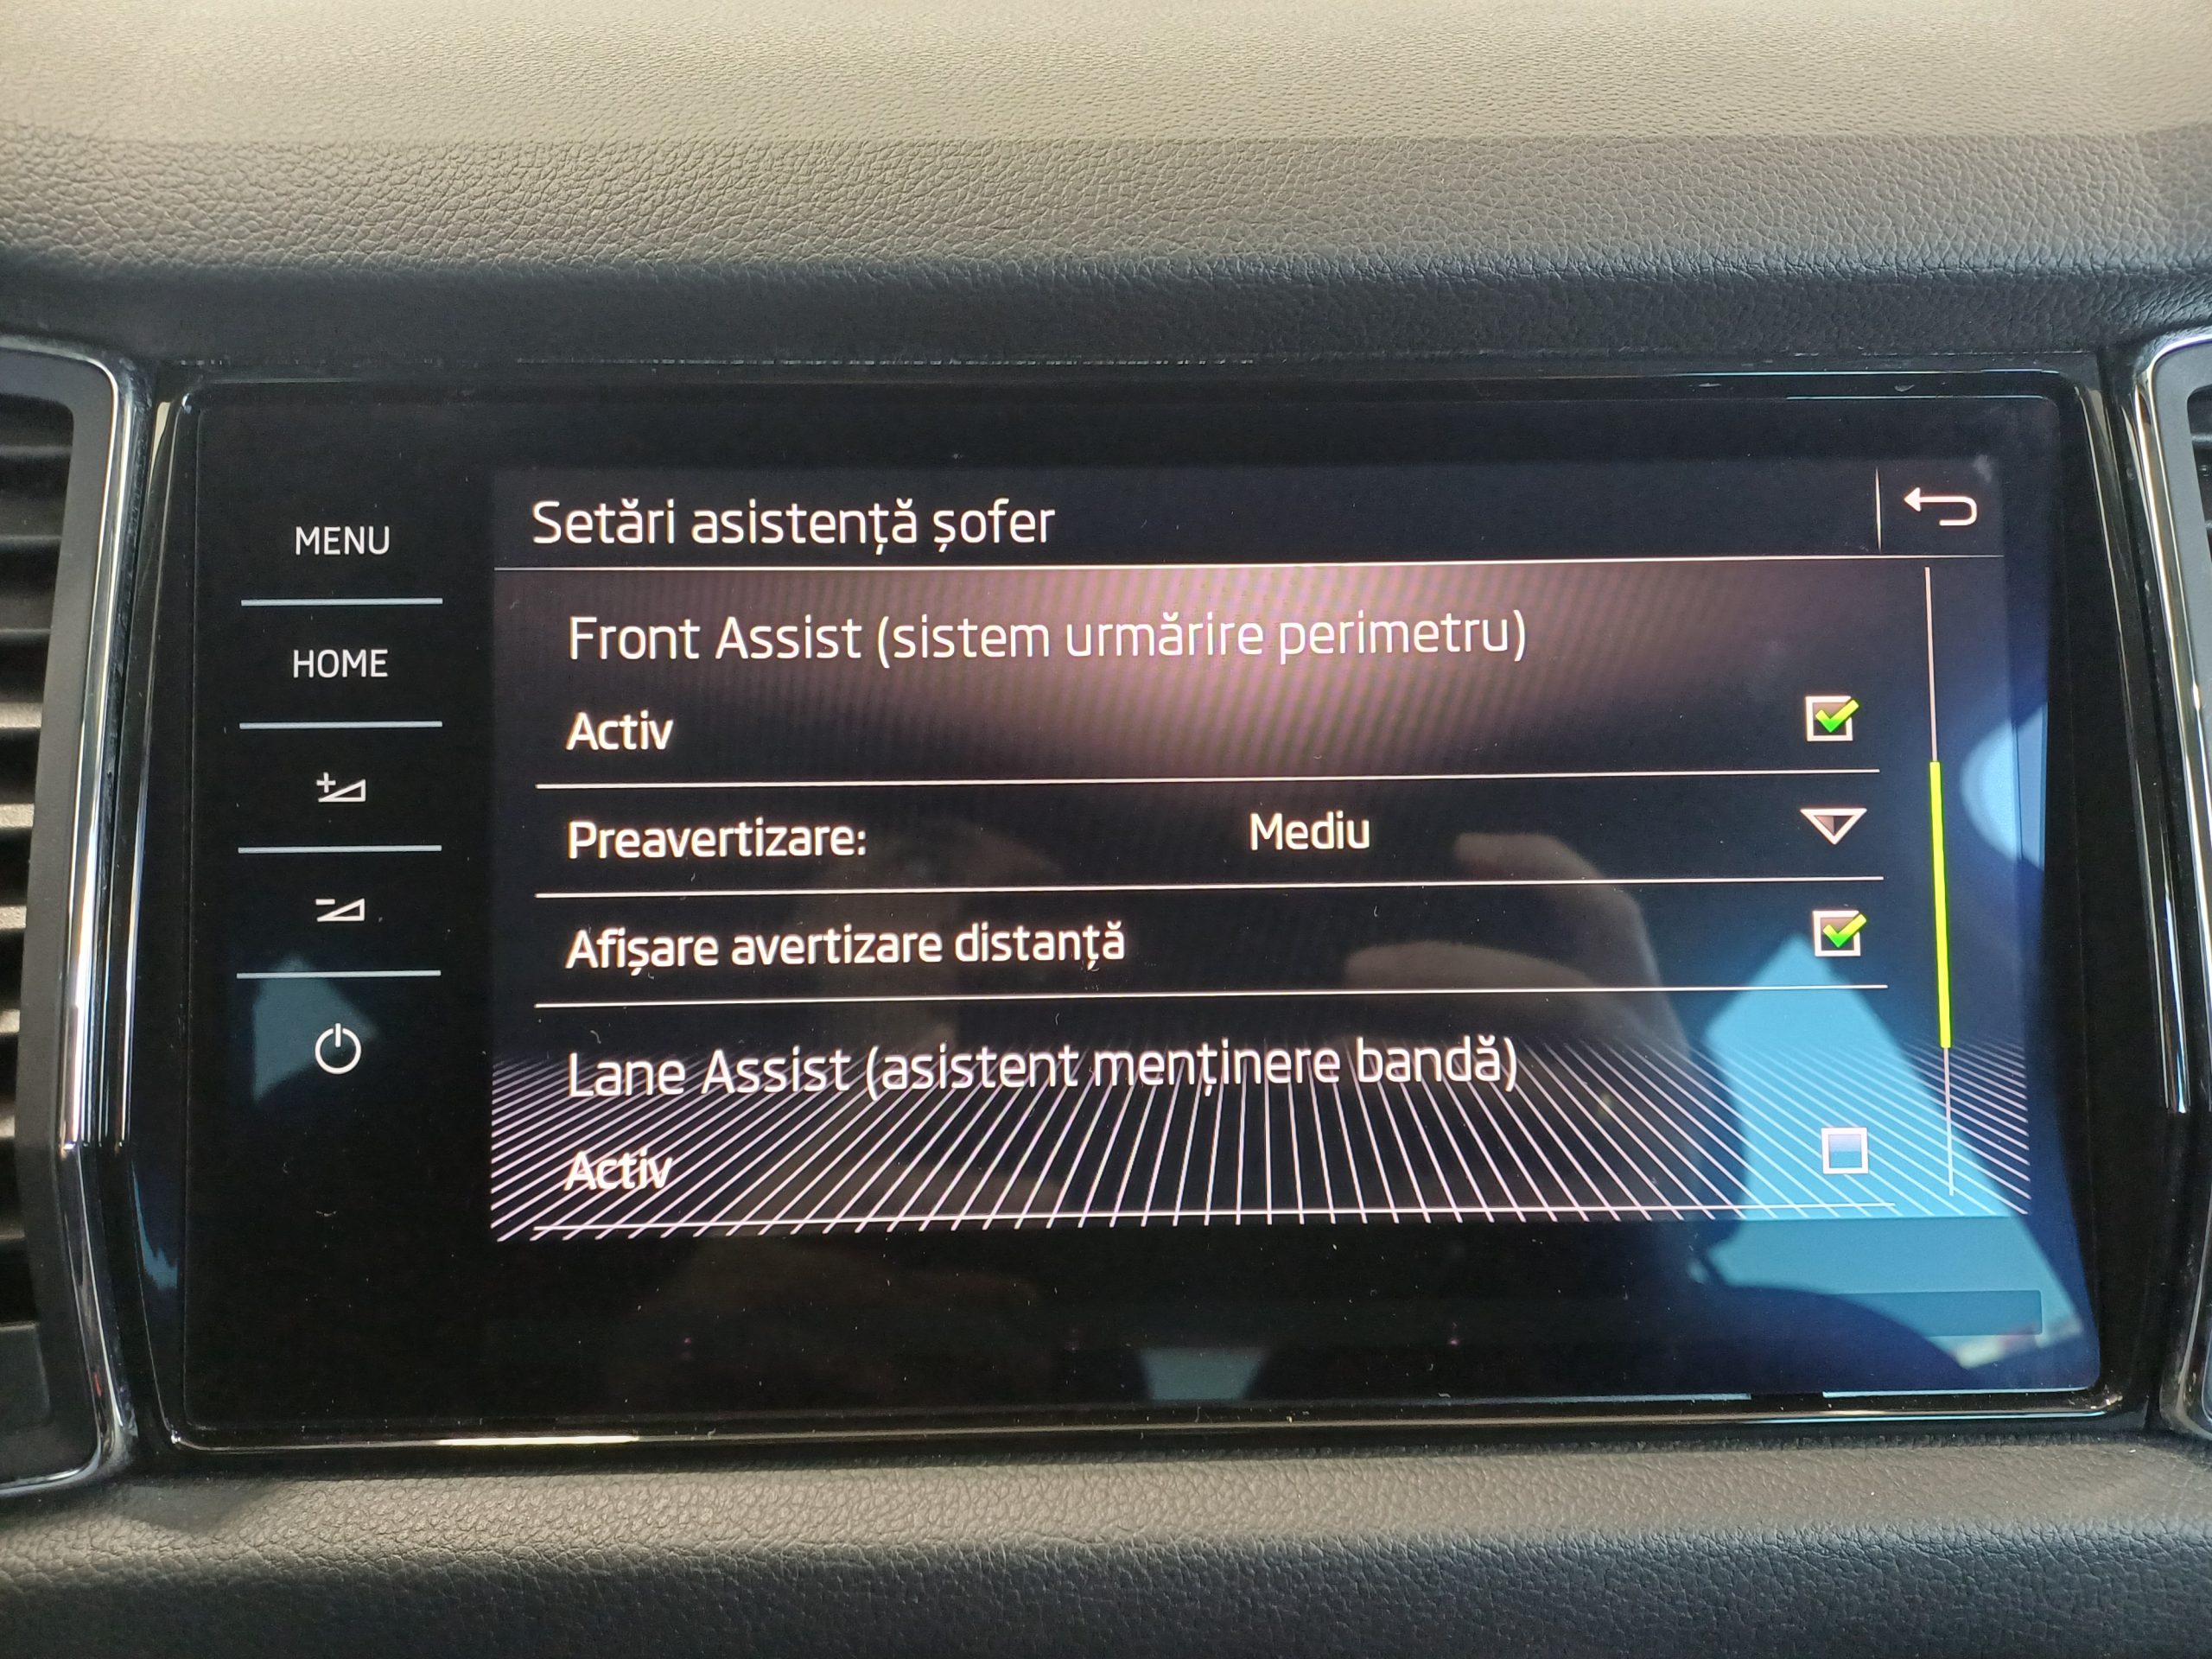 MENU
HOME
Setări asistență șofer
Front Assist (sistem urmărire perimetru)
Activ
Preavertizare: Mediu
Afișare avertizare distanță
Lane Assist (asistent menținere bandă)
Activ